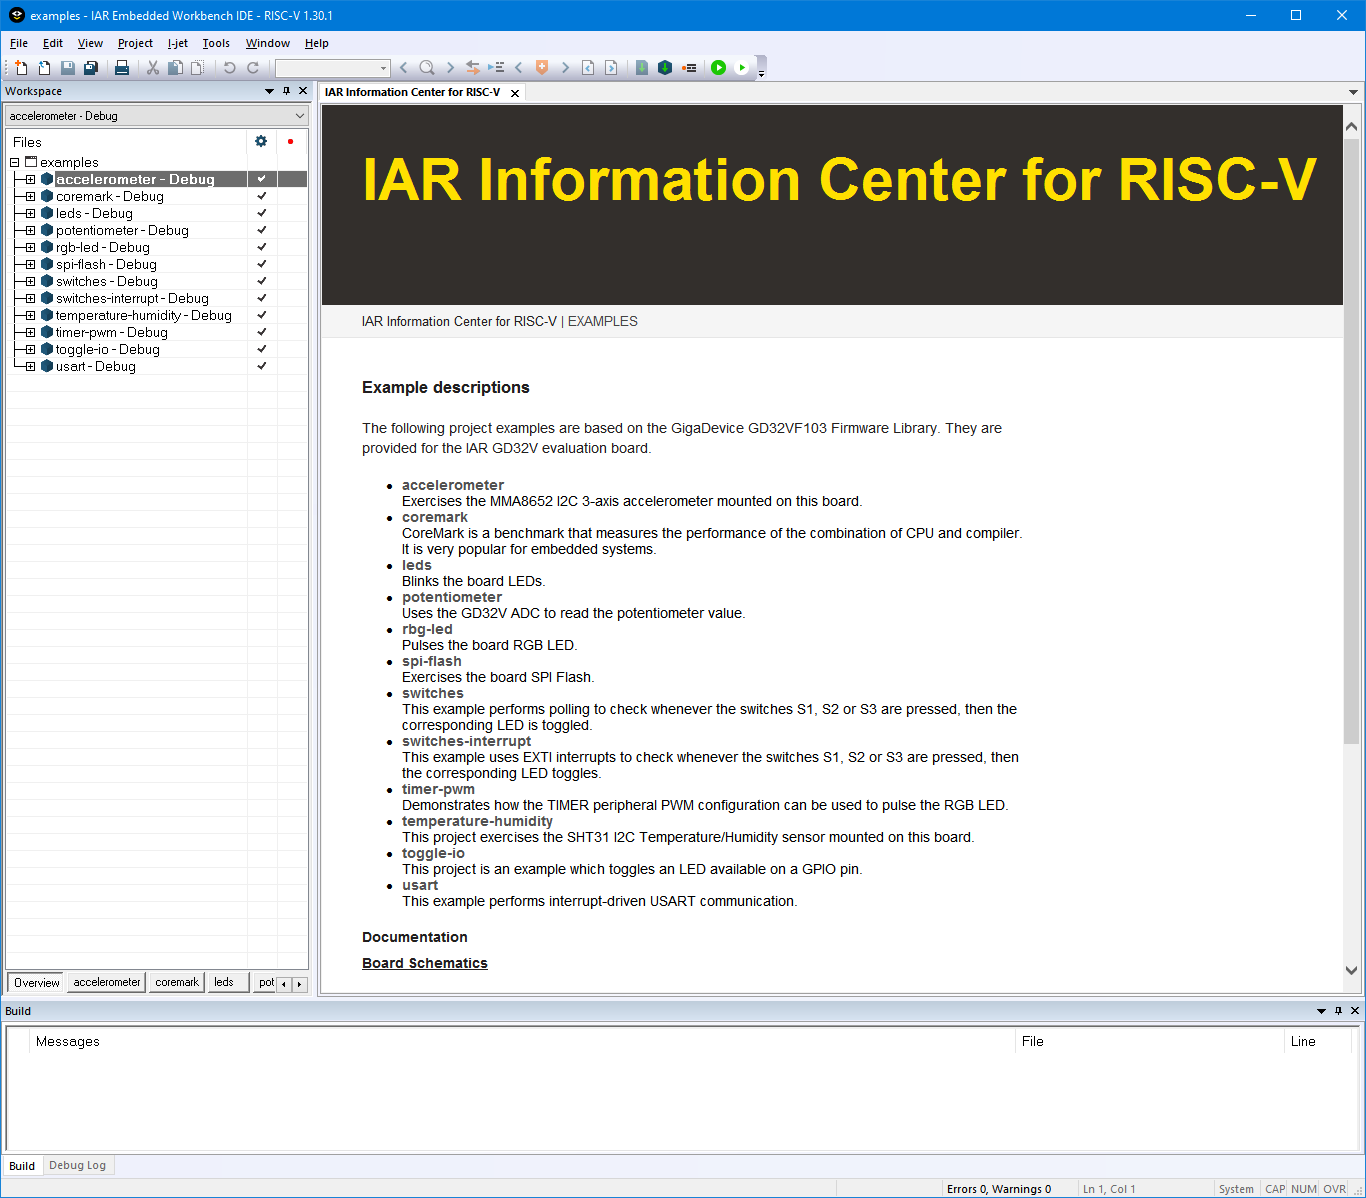 examples - IAR Embedded Workbench IDE - RISC-V 1.30.1
File Edit View Project I-jet Tools Window Help
Workspace
accelerometer - Debug
Files
examples
accelerometer - Debug
coremark - Debug
leds - Debug
potentiometer - Debug
rgb-led - Debug
spi-flash - Debug
switches - Debug
switches-interrupt - Debug
temperature-humidity - Debug
timer-pwm - Debug
toggle-io - Debug
usart - Debug
Overview accelerometer coremark leds pot
IAR Information Center for RISC-V
IAR Information Center for RISC-V
IAR Information Center for RISC-V | EXAMPLES
Example descriptions
The following project examples are based on the GigaDevice GD32VF103 Firmware Library. They are
provided for the IAR GD32V evaluation board.
accelerometer
Exercises the MMA8652 I2C 3-axis accelerometer mounted on this board.
coremark
CoreMark is a benchmark that measures the performance of the combination of CPU and compiler.
It is very popular for embedded systems.
leds
Blinks the board LEDs.
potentiometer
Uses the GD32V ADC to read the potentiometer value.
rbg-led
Pulses the board RGB LED.
spi-flash
Exercises the board SPI Flash.
switches
This example performs polling to check whenever the switches S1, S2 or S3 are pressed, then the
corresponding LED is toggled.
switches-interrupt
This example uses EXTI interrupts to check whenever the switches S1, S2 or S3 are pressed, then
the corresponding LED toggles.
timer-pwm
Demonstrates how the TIMER peripheral PWM configuration can be used to pulse the RGB LED.
temperature-humidity
This project exercises the SHT31 I2C Temperature/Humidity sensor mounted on this board.
toggle-io
This project is an example which toggles an LED available on a GPIO pin.
usart
This example performs interrupt-driven USART communication.
Documentation
Board Schematics
Build
Messages File Line
Build Debug Log
Errors 0, Warnings 0 Ln 1, Col 1 System CAP NUM OVR